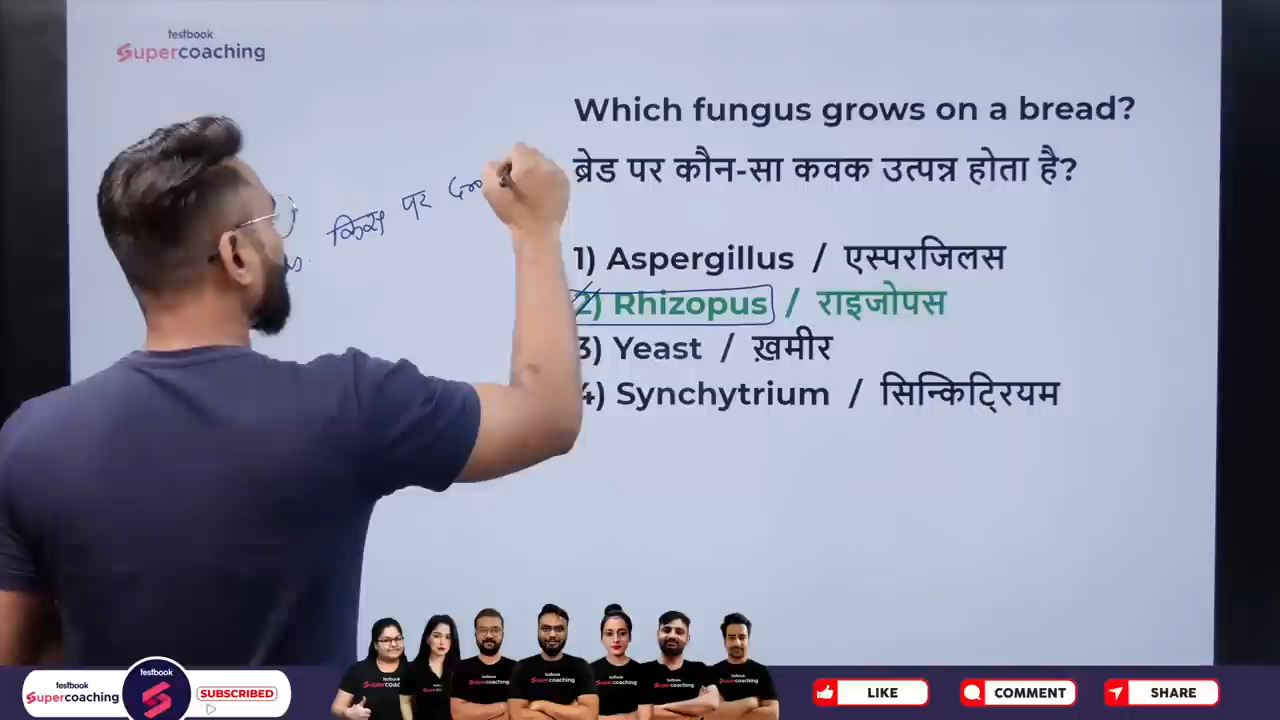 testbook
Supercoaching
Which fungus grows on a bread?
ब्रेड पर कौन-सा कवक उत्पन्न होता है?
किस पर
1) Aspergillus / एस्परजिलस
2) Rhizopus / राइजोपस
3) Yeast / ख़मीर
4) Synchytrium / सिन्किट्रियम
testbook
Supercoaching
testbook
SUBSCRIBED
LIKE
COMMENT
SHARE